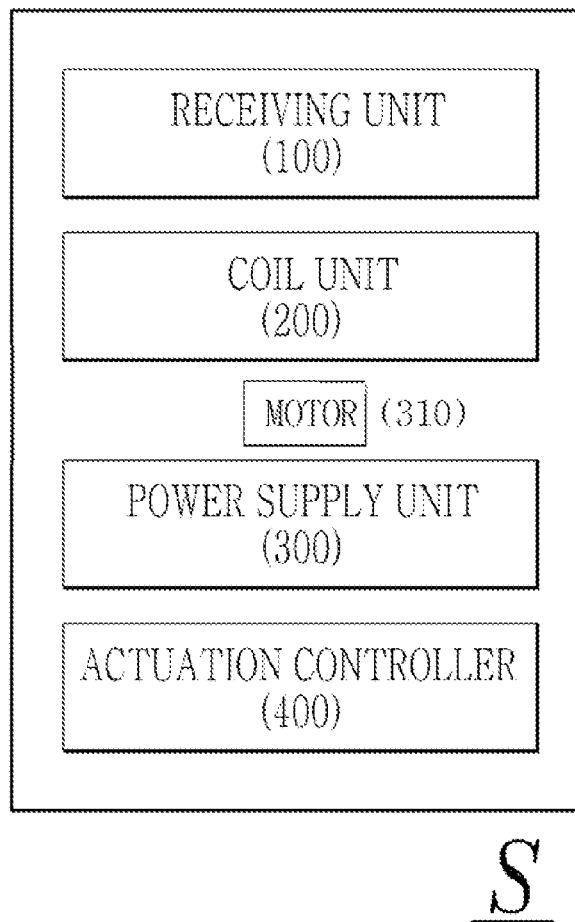 RECEIVING UNIT
(100)
COIL UNIT
(200)
MOTOR (310)
POWER SUPPLY UNIT
(300)
ACTUATION CONTROLLER
(400)
S